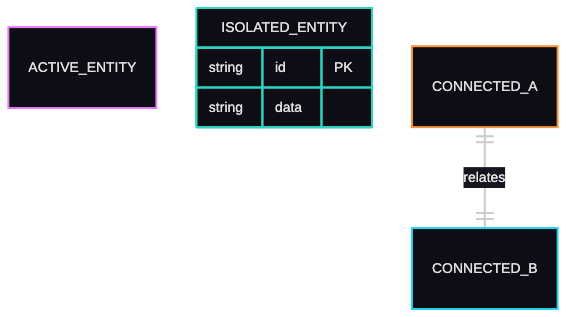 ACTIVE_ENTITY
ISOLATED_ENTITY
string id PK
string data
CONNECTED_A
relates
CONNECTED_B